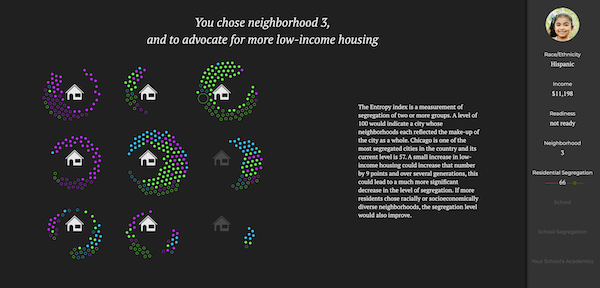 You chose neighborhood 3,
and to advocate for more low-income housing
The Entropy index is a measurement of
segregation of two or more groups. A level of
100 would indicate a city whose
neighborhoods each reflected the make-up of
the city as a whole. Chicago is one of the
most segregated cities in the country and its
current level is 57. A small increase in low-
income housing could increase that number
by 9 points and over several generations, this
could lead to a much more significant
decrease in the level of segregation. If more
residents chose racially or socioeconomically
diverse neighborhoods, the segregation level
would also improve.
Race/Ethnicity
Hispanic
Income
$11,198
Readiness
not ready
Neighborhood
3
Residential Segregation
66
School
School Segregation
Your School's Academics